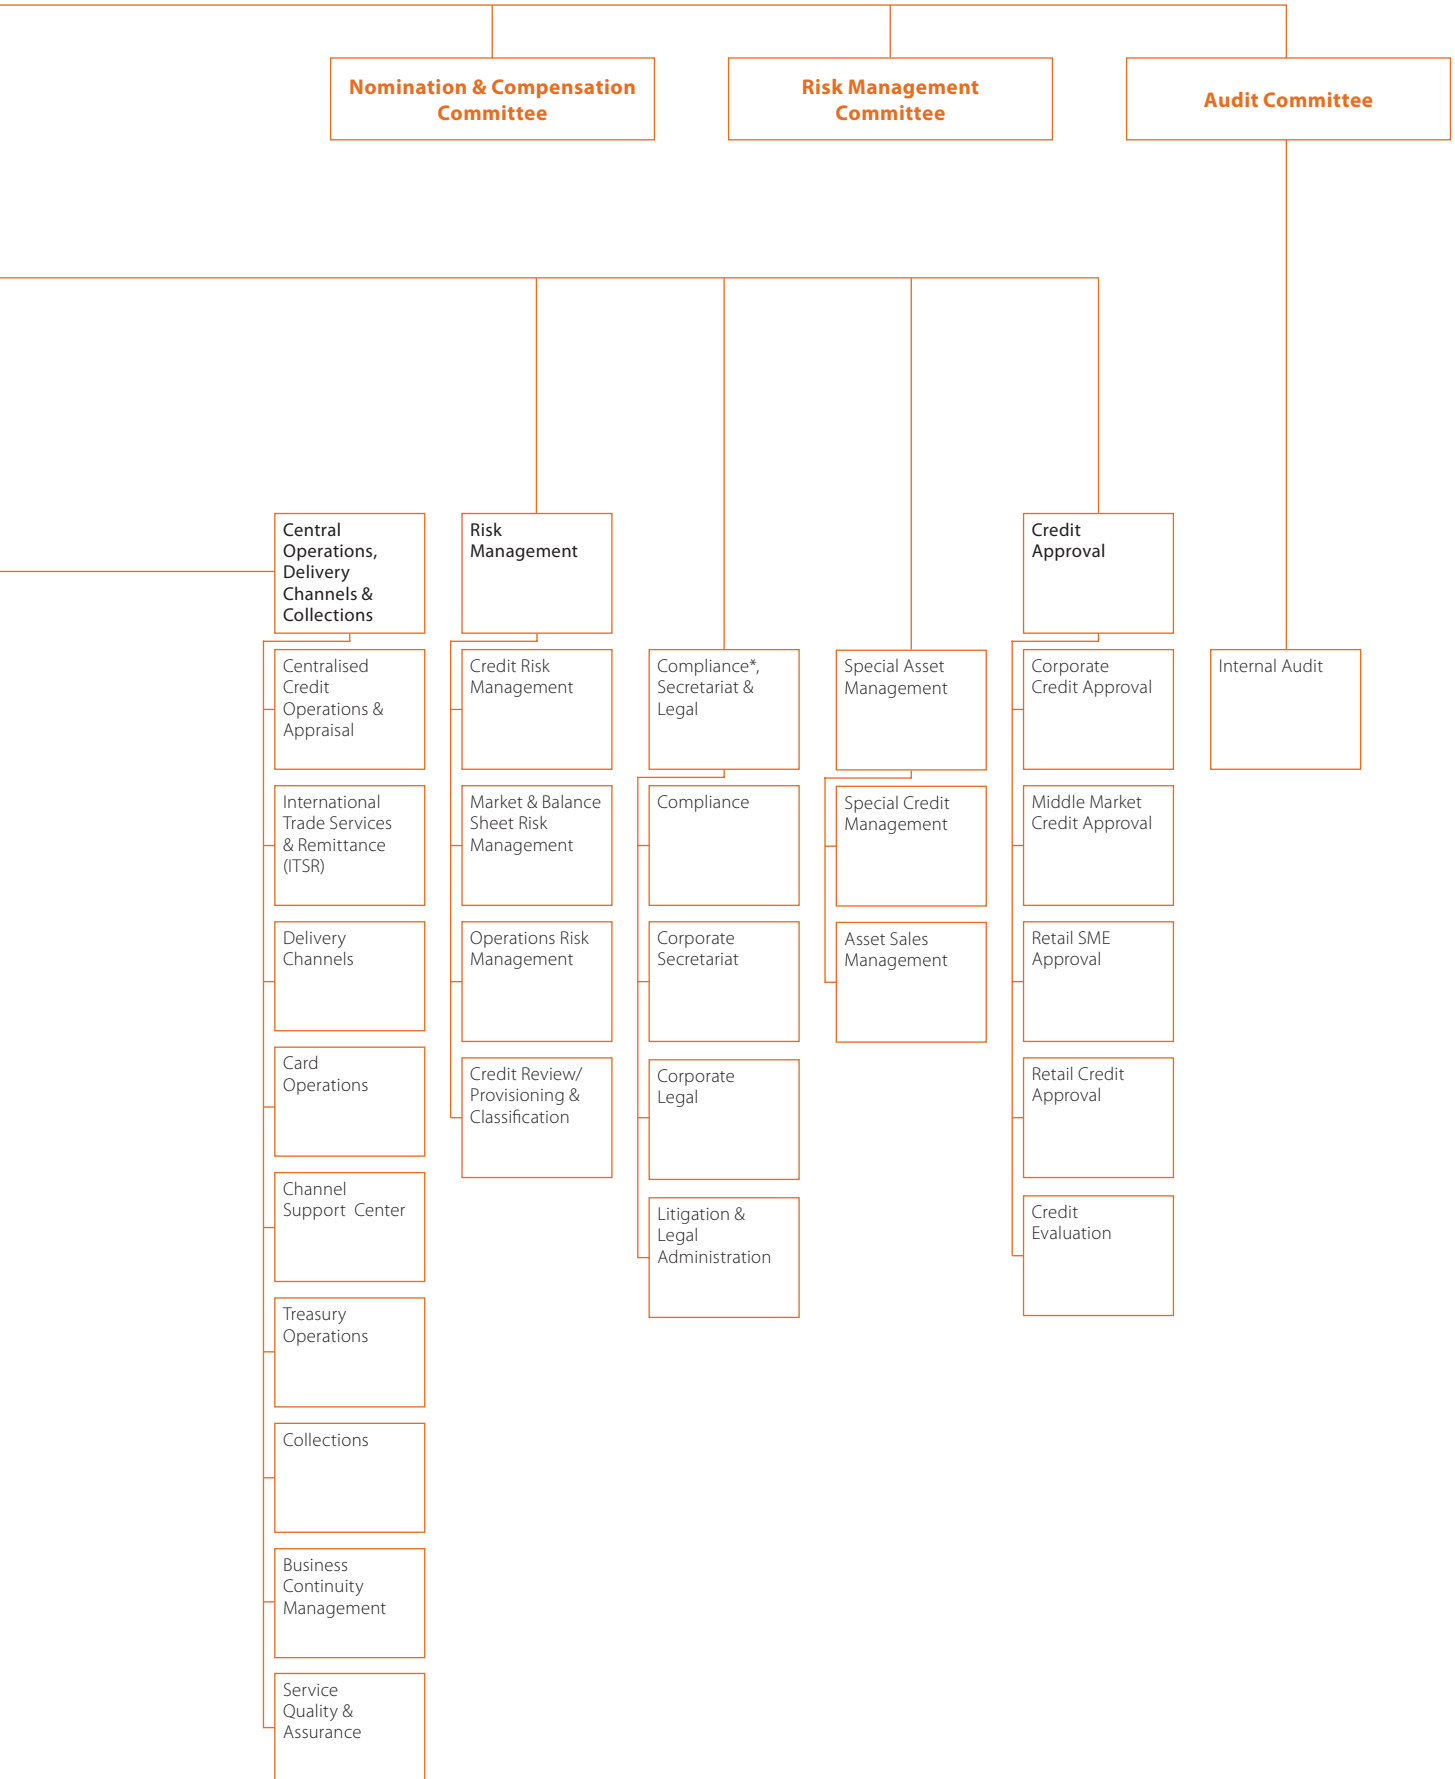 Nomination & Compensation
Committee
Risk Management
Committee
Audit Committee
Central
Operations,
Delivery
Channels &
Collections
Centralised
Credit
Operations &
Appraisal
International
Trade Services
& Remittance
(ITSR)
Delivery
Channels
Card
Operations
Channel
Support Center
Treasury
Operations
Collections
Business
Continuity
Management
Service
Quality &
Assurance
Risk
Management
Credit Risk
Management
Market & Balance
Sheet Risk
Management
Operations Risk
Management
Credit Review/
Provisioning &
Classification
Compliance*,
Secretariat &
Legal
Compliance
Corporate
Secretariat
Corporate
Legal
Litigation &
Legal
Administration
Special Asset
Management
Special Credit
Management
Asset Sales
Management
Credit
Approval
Corporate
Credit Approval
Middle Market
Credit Approval
Retail SME
Approval
Retail Credit
Approval
Credit
Evaluation
Internal Audit